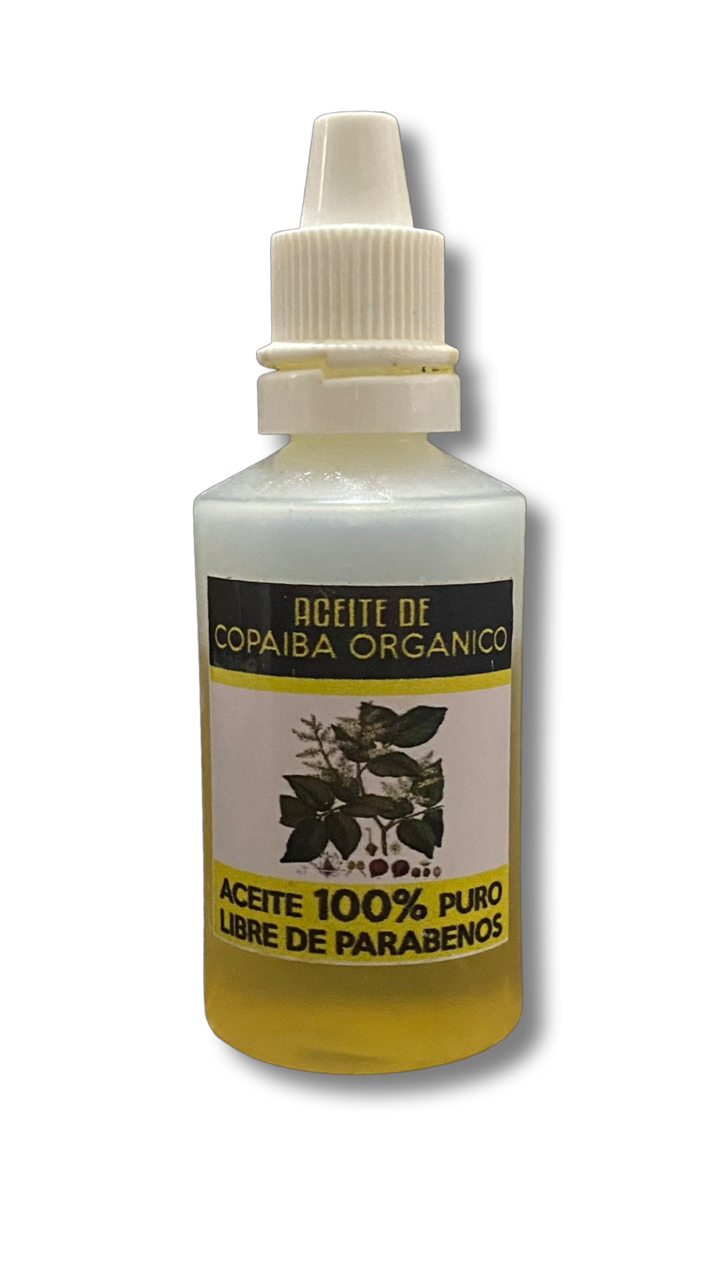 ACEITE DE
COPAIBA ORGANICO
ACEITE 100% PURO
LIBRE DE PARABENOS